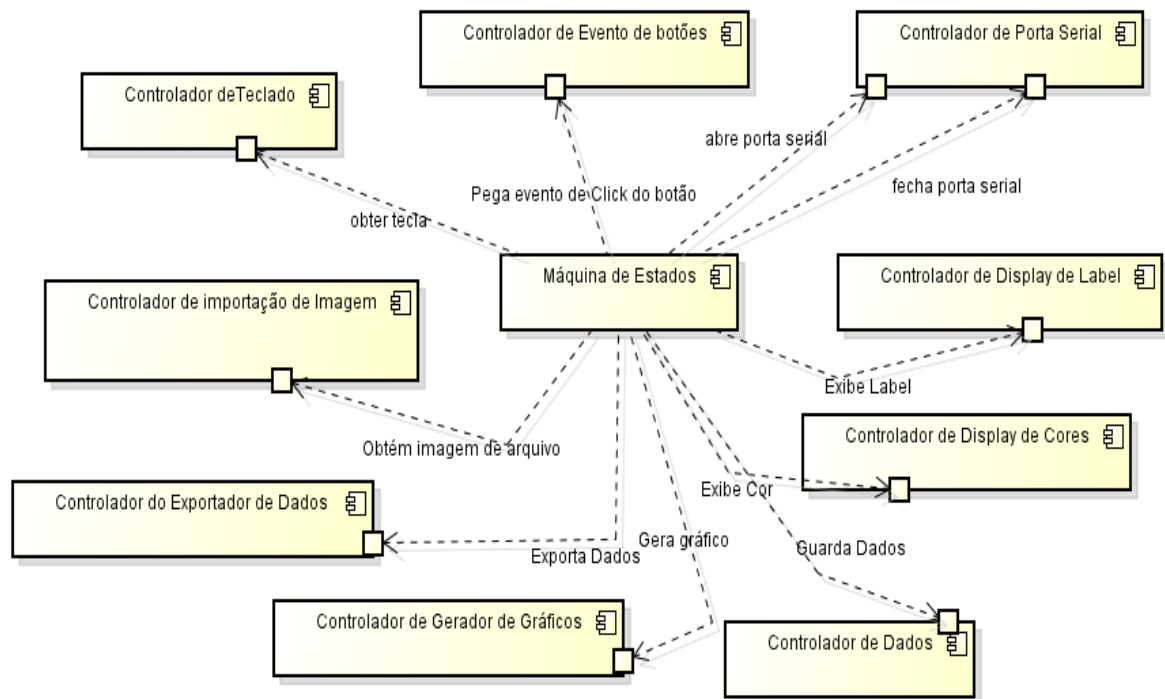 Controlador de Evento de botões
Controlador de Porta Serial
Controlador deTeclado
abre porta serial
fecha porta serial
Pega evento de Click do botão
obter tecla
Máquina de Estados
Controlador de Display de Label
Controlador de importação de Imagem
Exibe Label
Controlador de Display de Cores
Obtém imagem de arquivo
Exibe Cor
Controlador do Exportador de Dados
Gera gráfico
Guarda Dados
Exporta Dados
Controlador de Gerador de Gráficos
Controlador de Dados